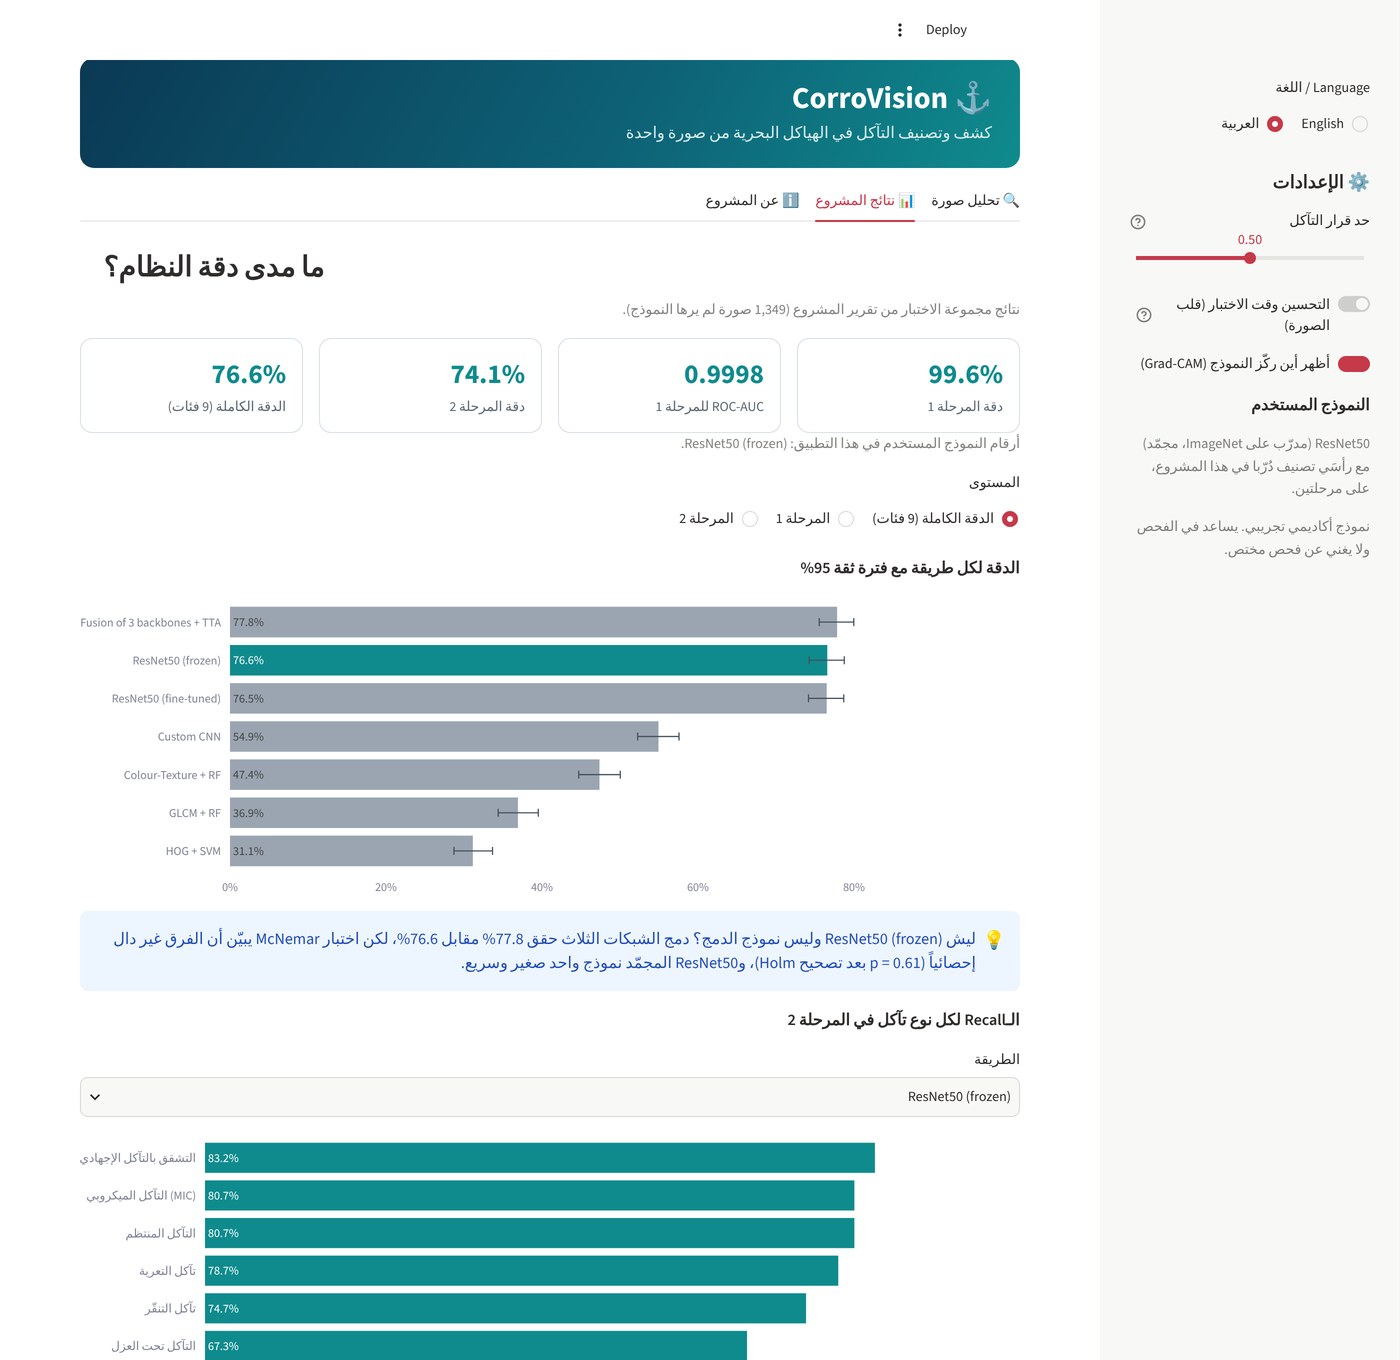 Deploy
Language / اللغة
English
العربية
⚙️ الإعدادات
حد قرار التآكل
0.50
التحسين وقت الاختبار (قلب
الصورة)
أظهر أين ركّز النموذج (Grad-CAM)
النموذج المستخدم
ResNet50 (مدرّب على ImageNet، مجمّد)
مع رأسَي تصنيف دُرّبا في هذا المشروع،
على مرحلتين.
نموذج أكاديمي تجريبي. يساعد في الفحص
ولا يغني عن فحص مختص.
⚓ CorroVision
كشف وتصنيف التآكل في الهياكل البحرية من صورة واحدة
🔍 تحليل صورة
📊 نتائج المشروع
ℹ️ عن المشروع
ما مدى دقة النظام؟
نتائج مجموعة الاختبار من تقرير المشروع (1,349 صورة لم يرها النموذج).
99.6%
دقة المرحلة 1
0.9998
ROC-AUC للمرحلة 1
74.1%
دقة المرحلة 2
76.6%
الدقة الكاملة (9 فئات)
أرقام النموذج المستخدم في هذا التطبيق: ResNet50 (frozen).
المستوى
الدقة الكاملة (9 فئات)
المرحلة 1
المرحلة 2
الدقة لكل طريقة مع فترة ثقة 95%
Fusion of 3 backbones + TTA 77.8%
ResNet50 (frozen) 76.6%
ResNet50 (fine-tuned) 76.5%
Custom CNN 54.9%
Colour-Texture + RF 47.4%
GLCM + RF 36.9%
HOG + SVM 31.1%
0% 20% 40% 60% 80%
💡 ليش ResNet50 (frozen) وليس نموذج الدمج؟ دمج الشبكات الثلاث حقق 77.8% مقابل 76.6%، لكن اختبار McNemar يبيّن أن الفرق غير دال
إحصائياً (p = 0.61 بعد تصحيح Holm)، وResNet50 المجمّد نموذج واحد صغير وسريع.
الـRecall لكل نوع تآكل في المرحلة 2
الطريقة
ResNet50 (frozen)
التشقق بالتآكل الإجهادي 83.2%
التآكل الميكروبي (MIC) 80.7%
التآكل المنتظم 80.7%
تآكل التعرية 78.7%
تآكل التنقّر 74.7%
التآكل تحت العزل 67.3%